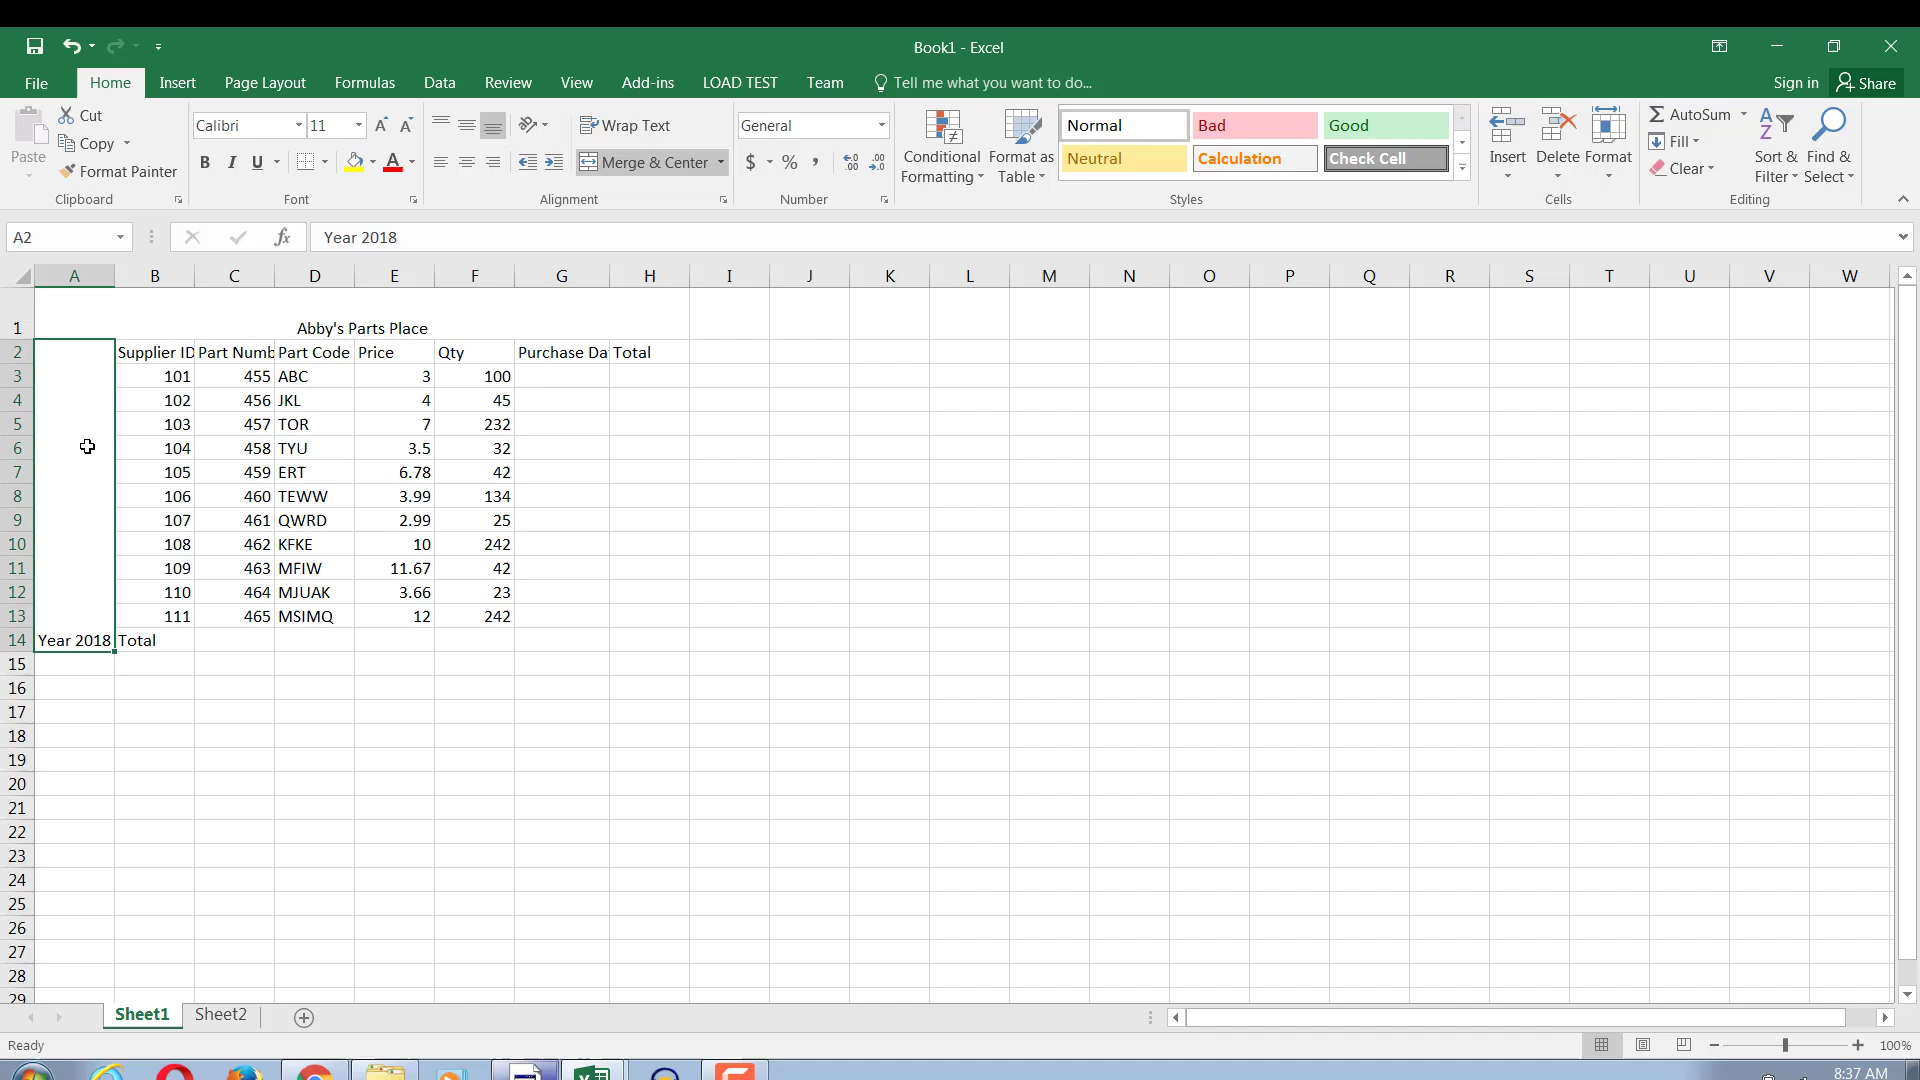 Book1 - Excel
File Home Insert Page Layout Formulas Data Review View Add-ins LOAD TEST Team Tell me what you want to do... Sign in Share
Paste
Cut
Copy
Format Painter
Clipboard
Calibri 11
B I U A
Font
Wrap Text
Merge & Center
Alignment
General
$ % ,
Number
Conditional Formatting
Format as Table
Normal Bad Good
Neutral Calculation Check Cell
Styles
Insert Delete Format
Cells
AutoSum
Fill
Clear
Sort & Filter
Find & Select
Editing
A2 fx Year 2018
A B C D E F G H I J K L M N O P Q R S T U V W
1 Abby's Parts Place
2 Supplier ID Part Numb Part Code Price Qty Purchase Da Total
3 101 455 ABC 3 100
4 102 456 JKL 4 45
5 103 457 TOR 7 232
6 104 458 TYU 3.5 32
7 105 459 ERT 6.78 42
8 106 460 TEWW 3.99 134
9 107 461 QWRD 2.99 25
10 108 462 KFKE 10 242
11 109 463 MFIW 11.67 42
12 110 464 MJUAK 3.66 23
13 111 465 MSIMQ 12 242
14 Year 2018 Total
15
16
17
18
19
20
21
22
23
24
25
26
27
28
29
Sheet1 Sheet2
Ready 100%
8:37 AM